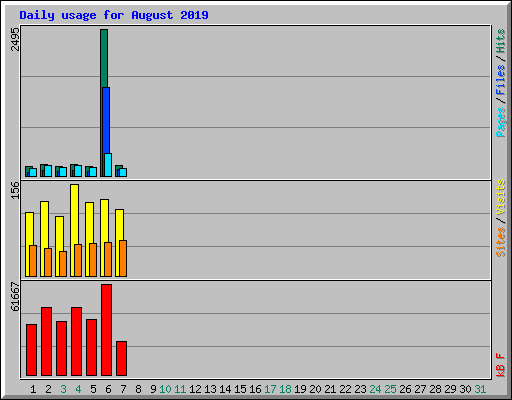 Daily usage for August 2019
2495
Pages / Files / Hits
156
Sites / Visits
61667
kB F
1 2 3 4 5 6 7 8 9 10 11 12 13 14 15 16 17 18 19 20 21 22 23 24 25 26 27 28 29 30 31